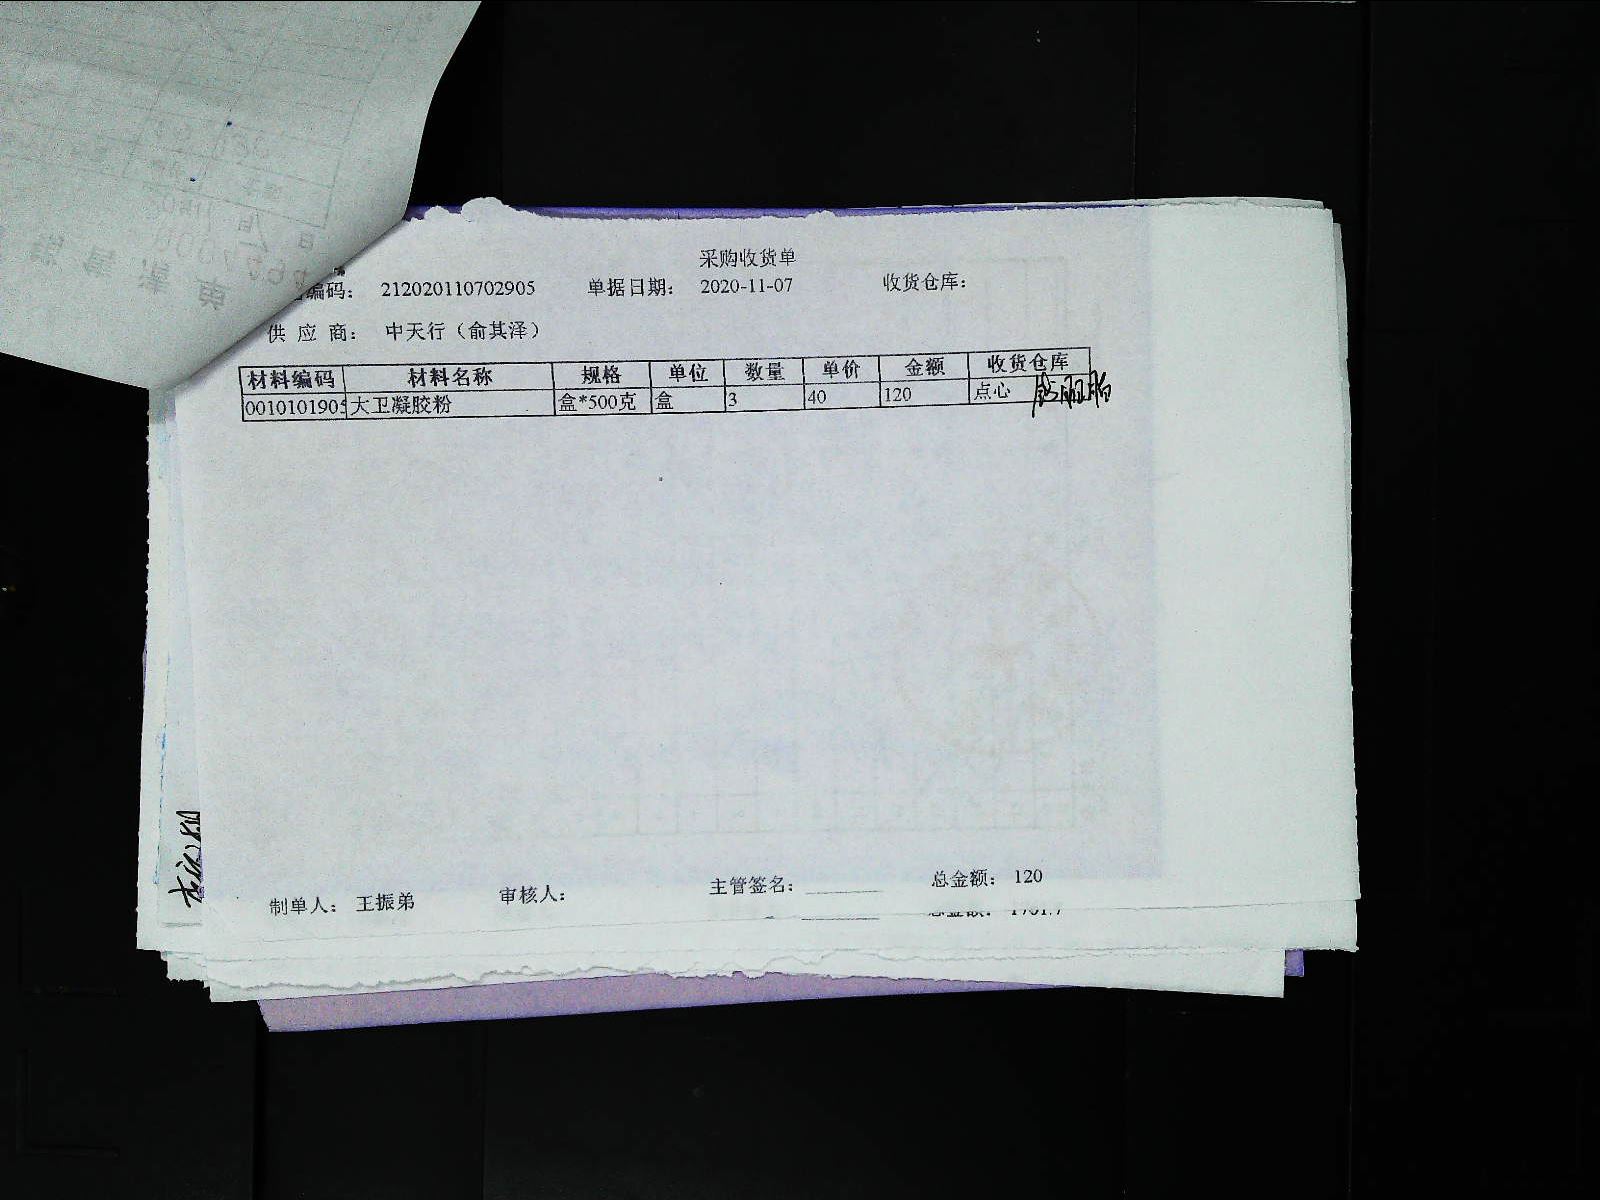 采购收货单
编码： 212020110702905 单据日期： 2020-11-07 收货仓库：
供 应 商： 中天行（俞其泽）
材料编码 材料名称 规格 单位 数量 单价 金额 收货仓库
0010101905 大卫凝胶粉 盒*500克 盒 3 40 120 点心
制单人： 王振弟 审核人： 主管签名： 总金额： 120